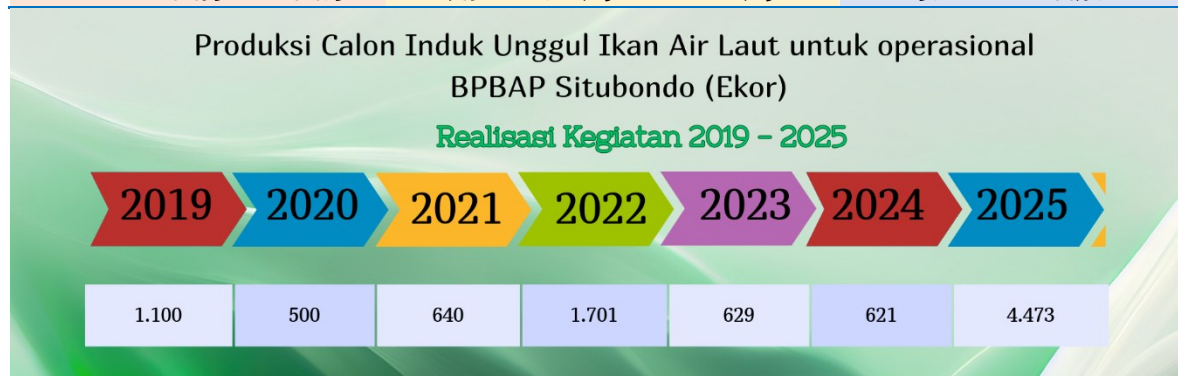 Produksi Calon Induk Unggul Ikan Air Laut untuk operasional
BPBAP Situbondo (Ekor)
Realisasi Kegiatan 2019 – 2025
2019 2020 2021 2022 2023 2024 2025
1.100 500 640 1.701 629 621 4.473